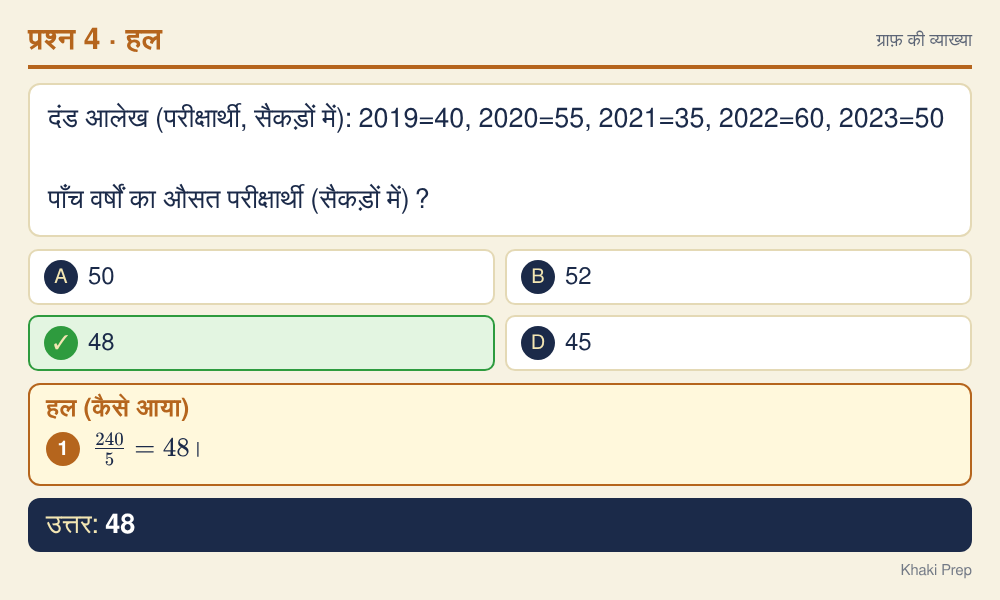 प्रश्न 4 · हल
ग्राफ़ की व्याख्या
दंड आलेख (परीक्षार्थी, सैकड़ों में): 2019=40, 2020=55, 2021=35, 2022=60, 2023=50
पाँच वर्षों का औसत परीक्षार्थी (सैकड़ों में) ?
A 50
B 52
✓ 48
D 45
हल (कैसे आया)
1 \frac{240}{5} = 48।
उत्तर: 48
Khaki Prep